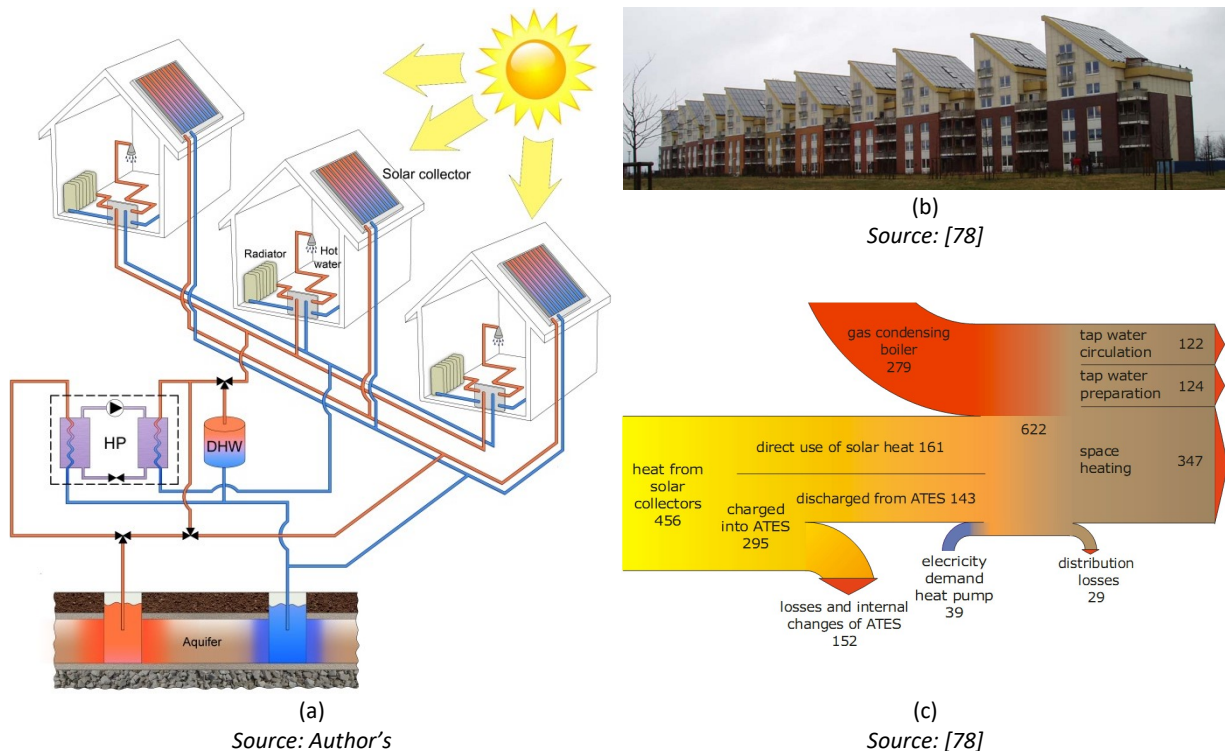 Solar collector
Radiator
Hot
water
HP
DHW
Aquifer
(a)
Source: Author’s
(b)
Source: [78]
gas condensing
boiler
279
tap water
circulation
122
tap water
preparation
124
622
direct use of solar heat 161
space
heating
347
heat from
solar
collectors
456
discharged from ATES 143
charged
into ATES
295
elecricity
demand
heat pump
39
distribution
losses
29
losses and internal
changes of ATES
152
(c)
Source: [78]